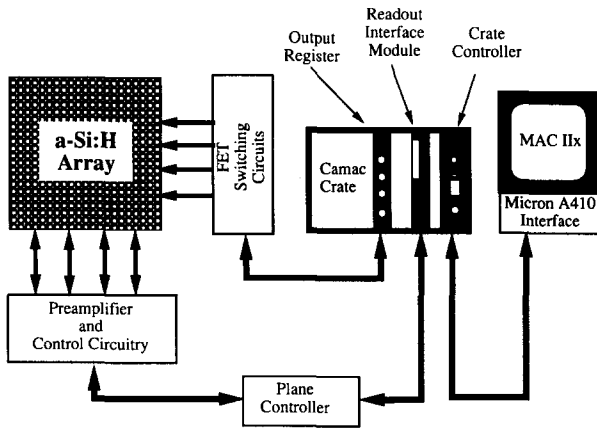 Output
Register
Readout
Interface
Module
Crate
Controller
a-Si:H
Array
FET
Switching
Circuits
Camac
Crate
MAC IIx
Micron A410
Interface
Preamplifier
and
Control Circuitry
Plane
Controller